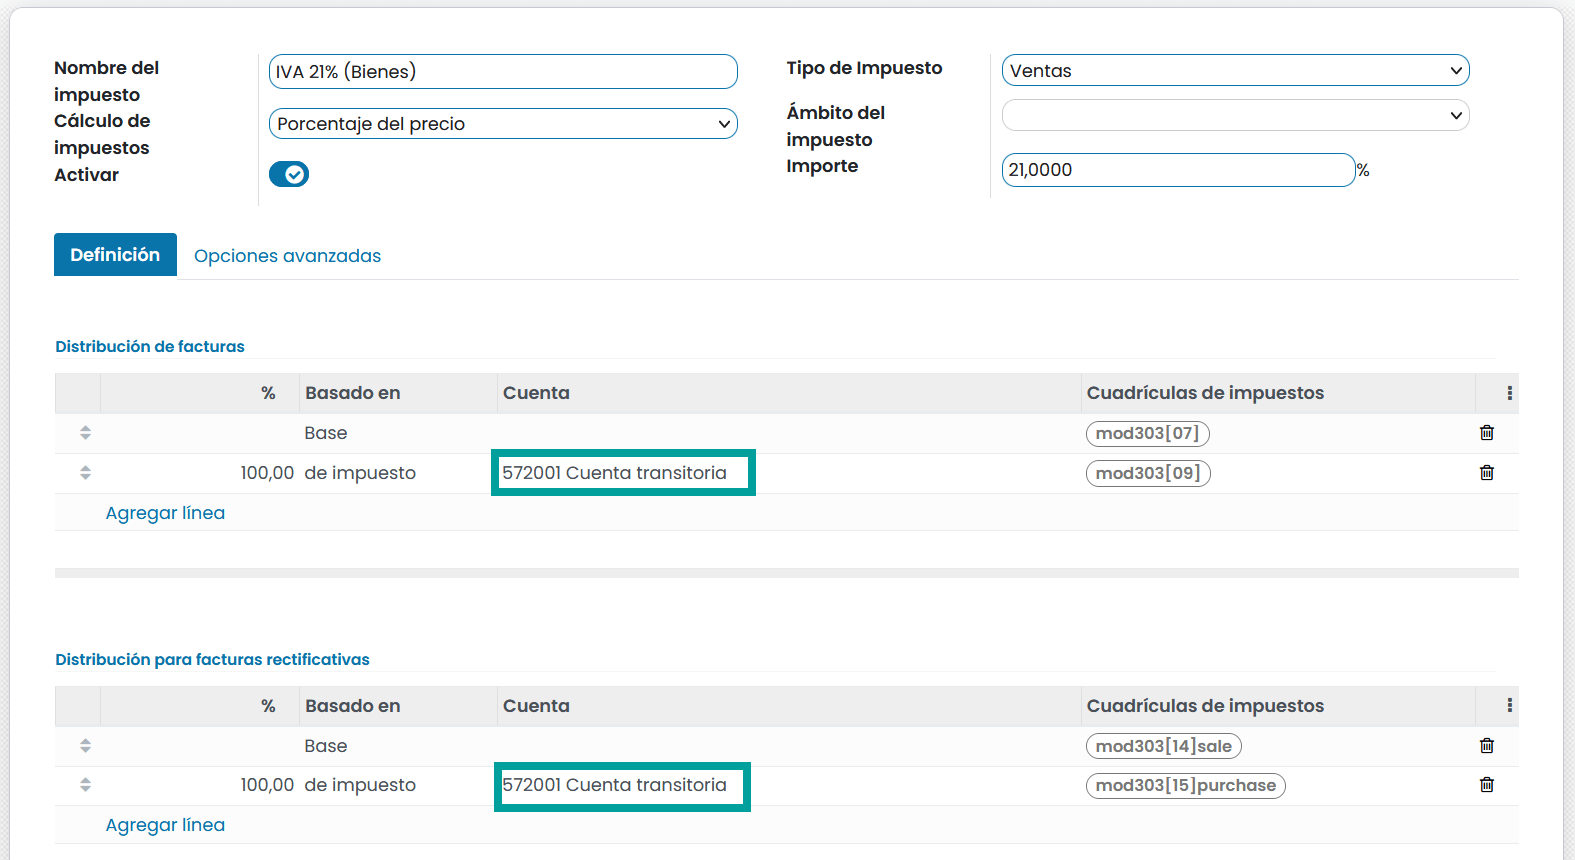 Nombre del
impuesto
IVA 21% (Bienes)
Cálculo de
impuestos
Porcentaje del precio
Activar
Tipo de Impuesto
Ventas
Ámbito del
impuesto
Importe
21,0000
%
Definición
Opciones avanzadas
Distribución de facturas
% Basado en Cuenta Cuadrículas de impuestos
Base mod303[07]
100,00 de impuesto 572001 Cuenta transitoria mod303[09]
Agregar línea
Distribución para facturas rectificativas
% Basado en Cuenta Cuadrículas de impuestos
Base mod303[14]sale
100,00 de impuesto 572001 Cuenta transitoria mod303[15]purchase
Agregar línea